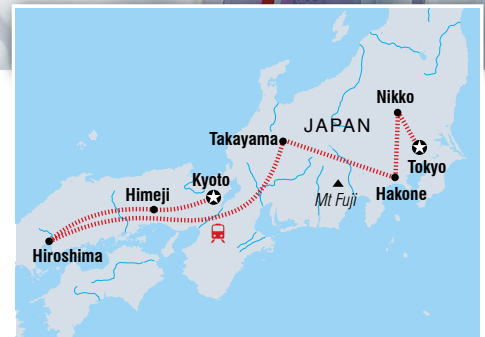 Nikko
JAPAN
Takayama
Tokyo
Kyoto
Himeji
Hakone
Mt Fuji
Hiroshima